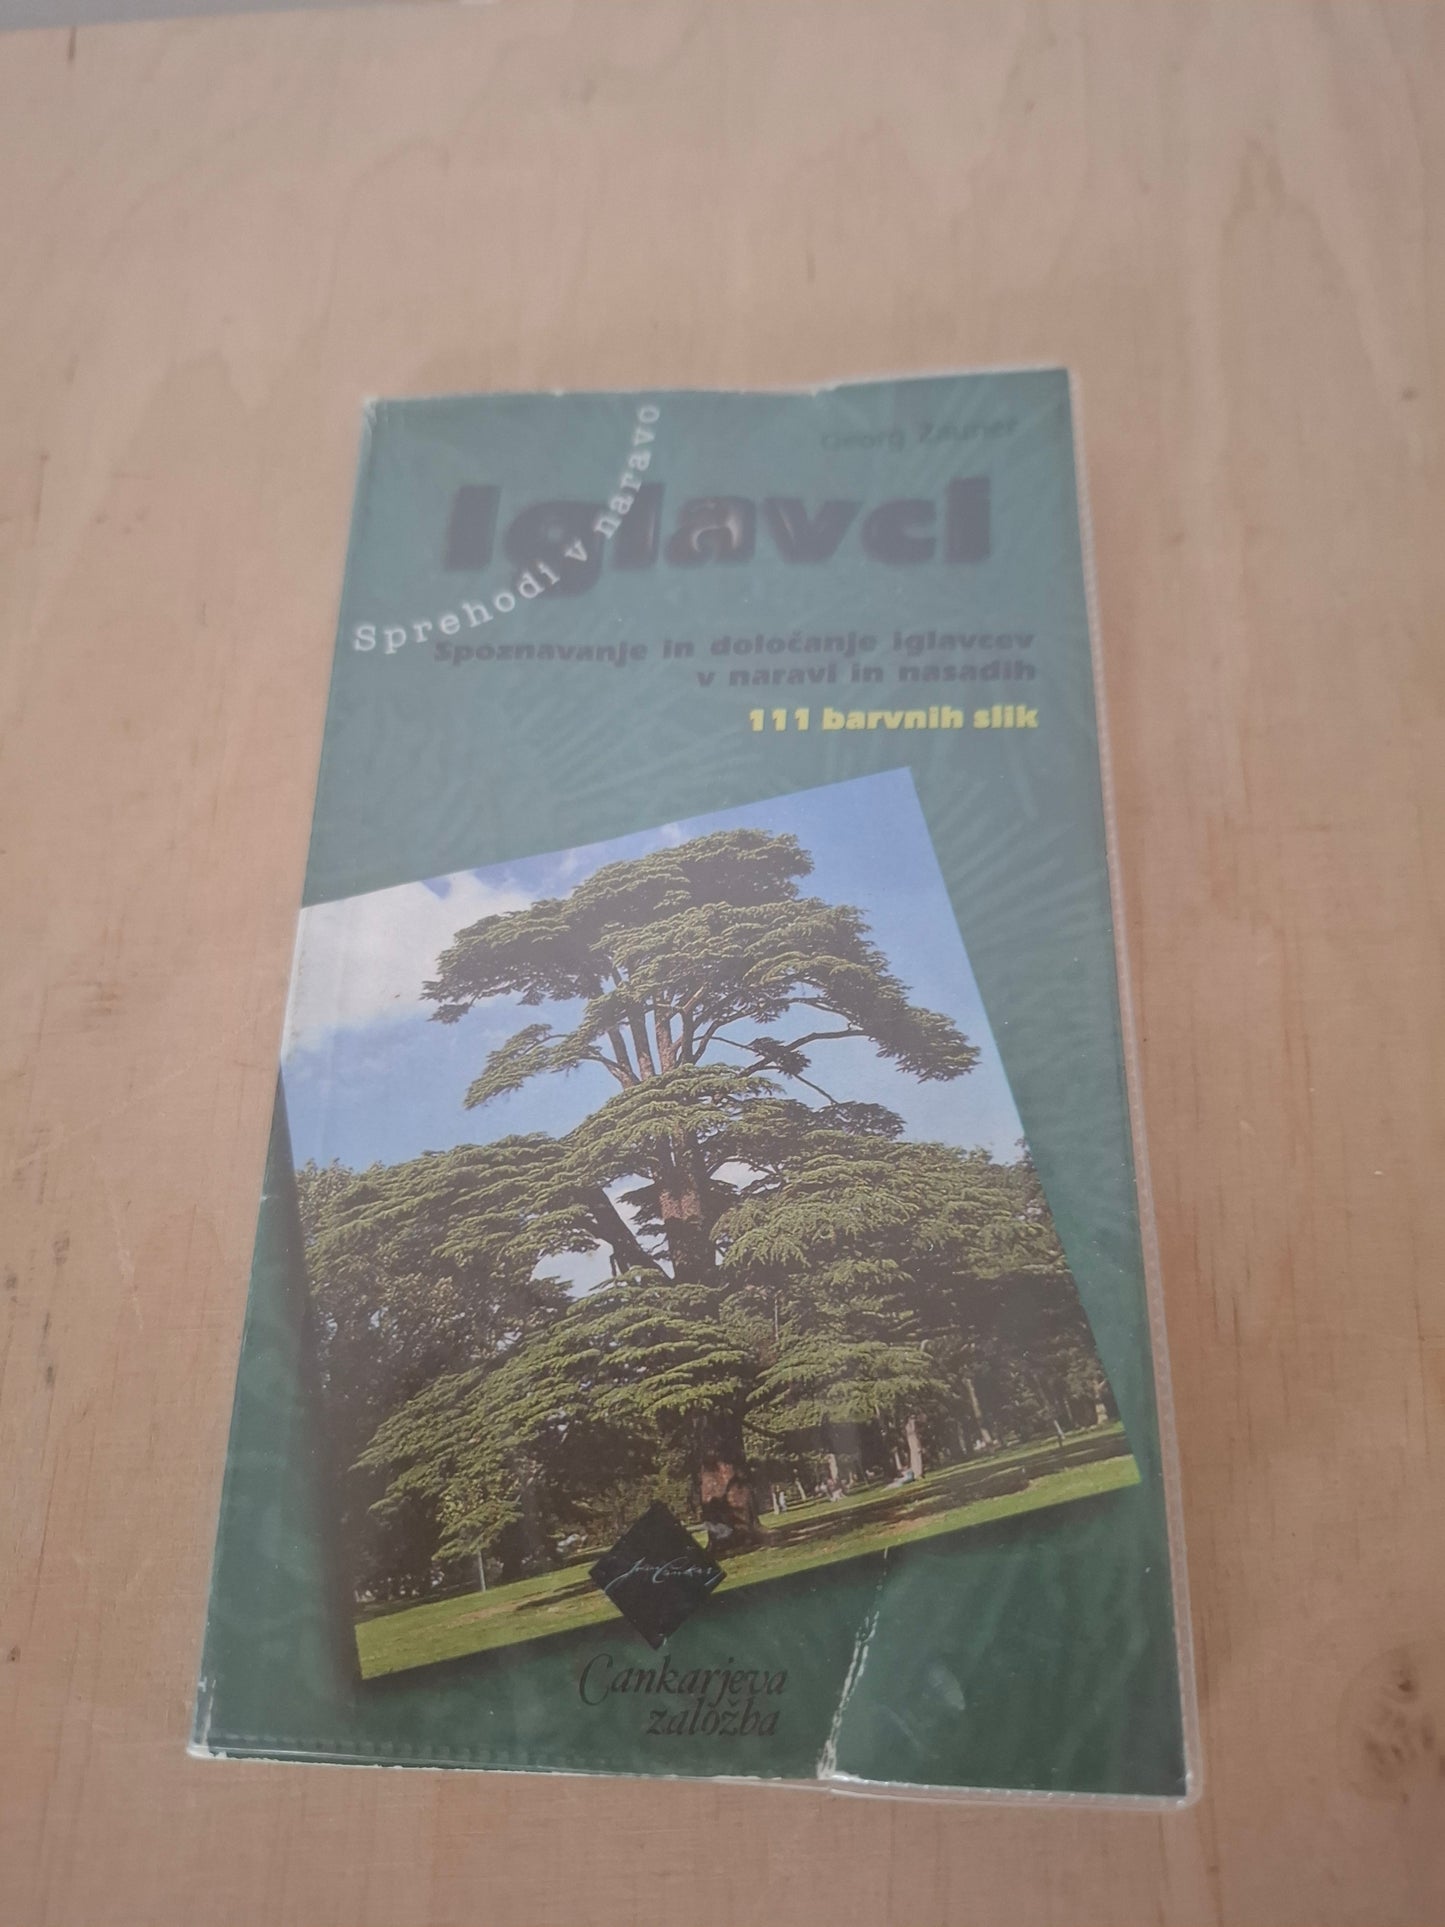 Georg Zauner
Sprehodi v naravo
Iglavci
Spoznavanje in določanje iglavcev
v naravi in nasadih
111 barvnih slik
Cankarjeva
založba